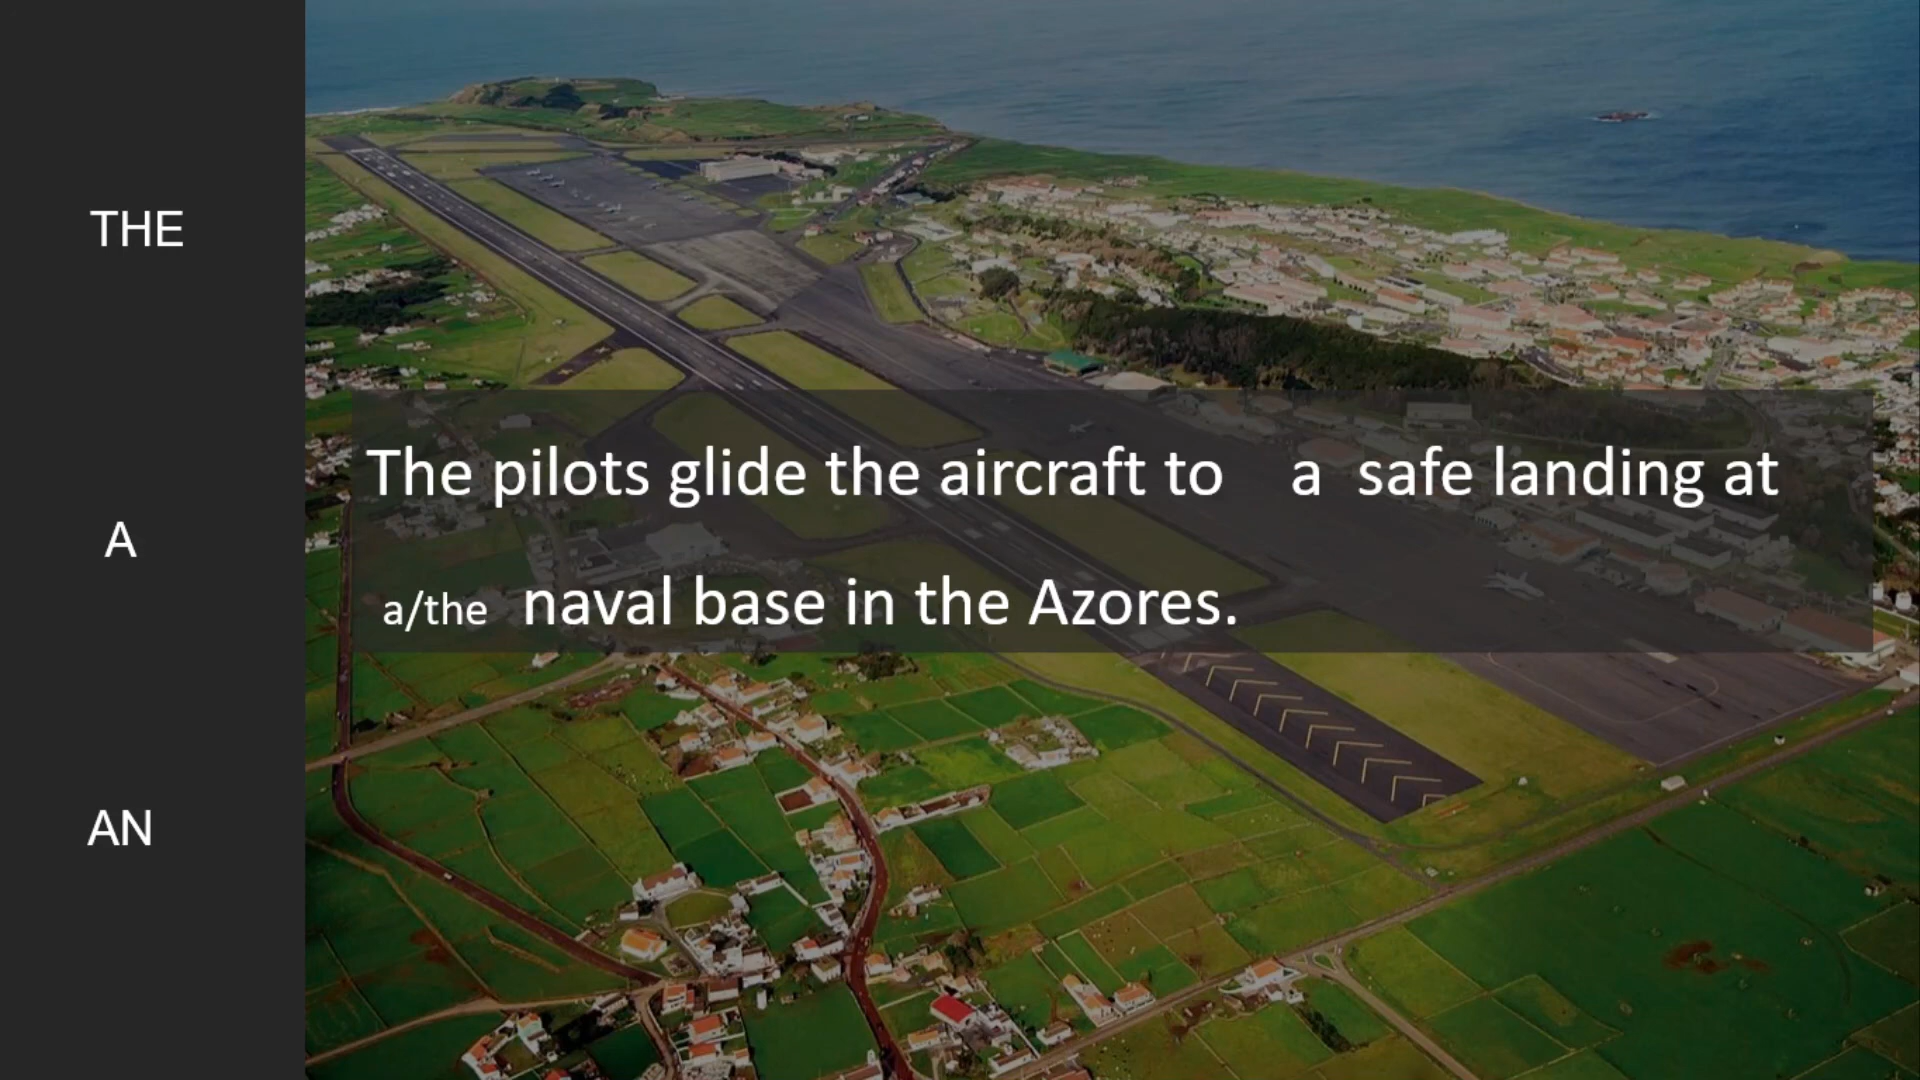 THE
A
AN
The pilots glide the aircraft to a safe landing at
a/the naval base in the Azores.